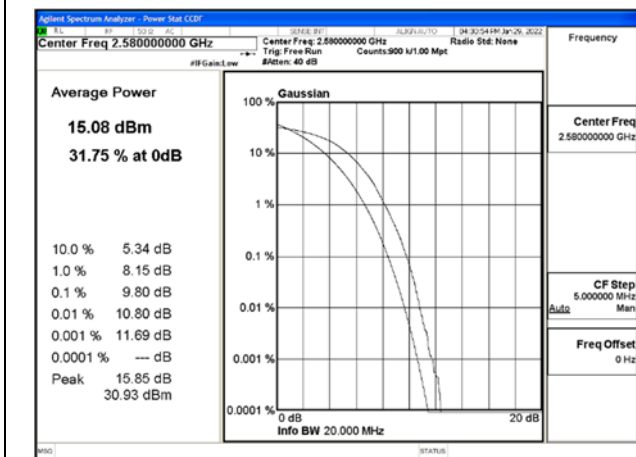 Agilent Spectrum Analyzer - Power Stat CCDF
RL RF 50 Ω AC SENSE:INT ALIGN AUTO 04:30:54 PM Jan 29, 2022
Center Freq 2.580000000 GHz
Center Freq: 2.580000000 GHz
Radio Std: None
Trig: Free Run Counts:900 k/1.00 Mpt
#IFGain:Low #Atten: 40 dB
Frequency
Average Power
15.08 dBm
31.75 % at 0dB
10.0 % 5.34 dB
1.0 % 8.15 dB
0.1 % 9.80 dB
0.01 % 10.80 dB
0.001 % 11.69 dB
0.0001 % --- dB
Peak 15.85 dB
30.93 dBm
Gaussian
100 %
10 %
1 %
0.1 %
0.01 %
0.001 %
0.0001 %
0 dB 20 dB
Info BW 20.000 MHz
Center Freq
2.580000000 GHz
CF Step
5.000000 MHz
Auto Man
Freq Offset
0 Hz
MSG STATUS